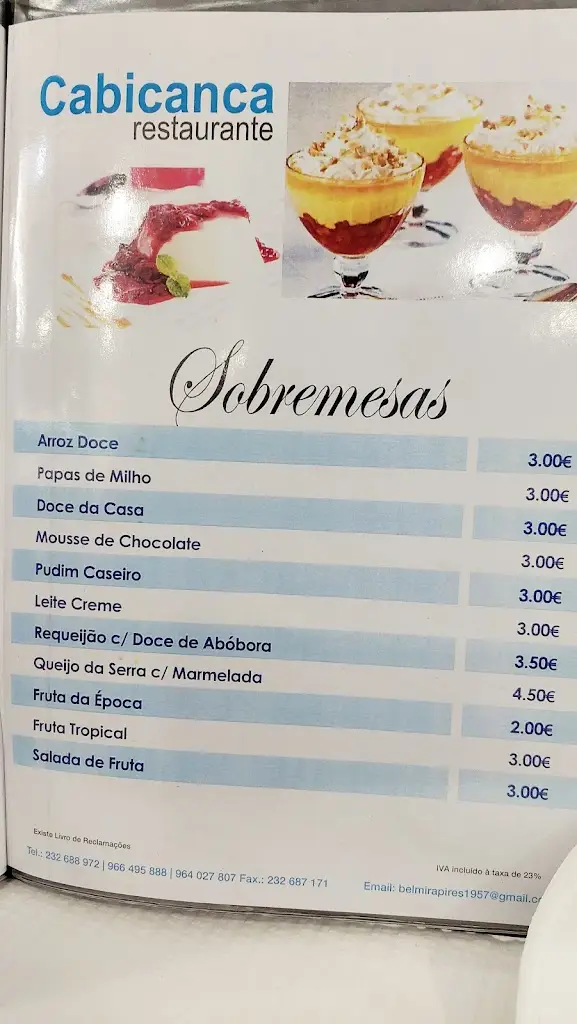 Cabicanca
restaurante
Sobremesas
Arroz Doce 3.00€
Papas de Milho 3.00€
Doce da Casa 3.00€
Mousse de Chocolate 3.00€
Pudim Caseiro 3.00€
Leite Creme 3.00€
Requeijão c/ Doce de Abóbora 3.50€
Queijo da Serra c/ Marmelada 4.50€
Fruta da Época 2.00€
Fruta Tropical 3.00€
Salada de Fruta 3.00€
Existe Livro de Reclamações
IVA incluído à taxa de 23%
Tel.: 232 688 972 | 966 495 888 | 964 027 807 Fax.: 232 687 171
Email: belmirapires1957@gmail.c